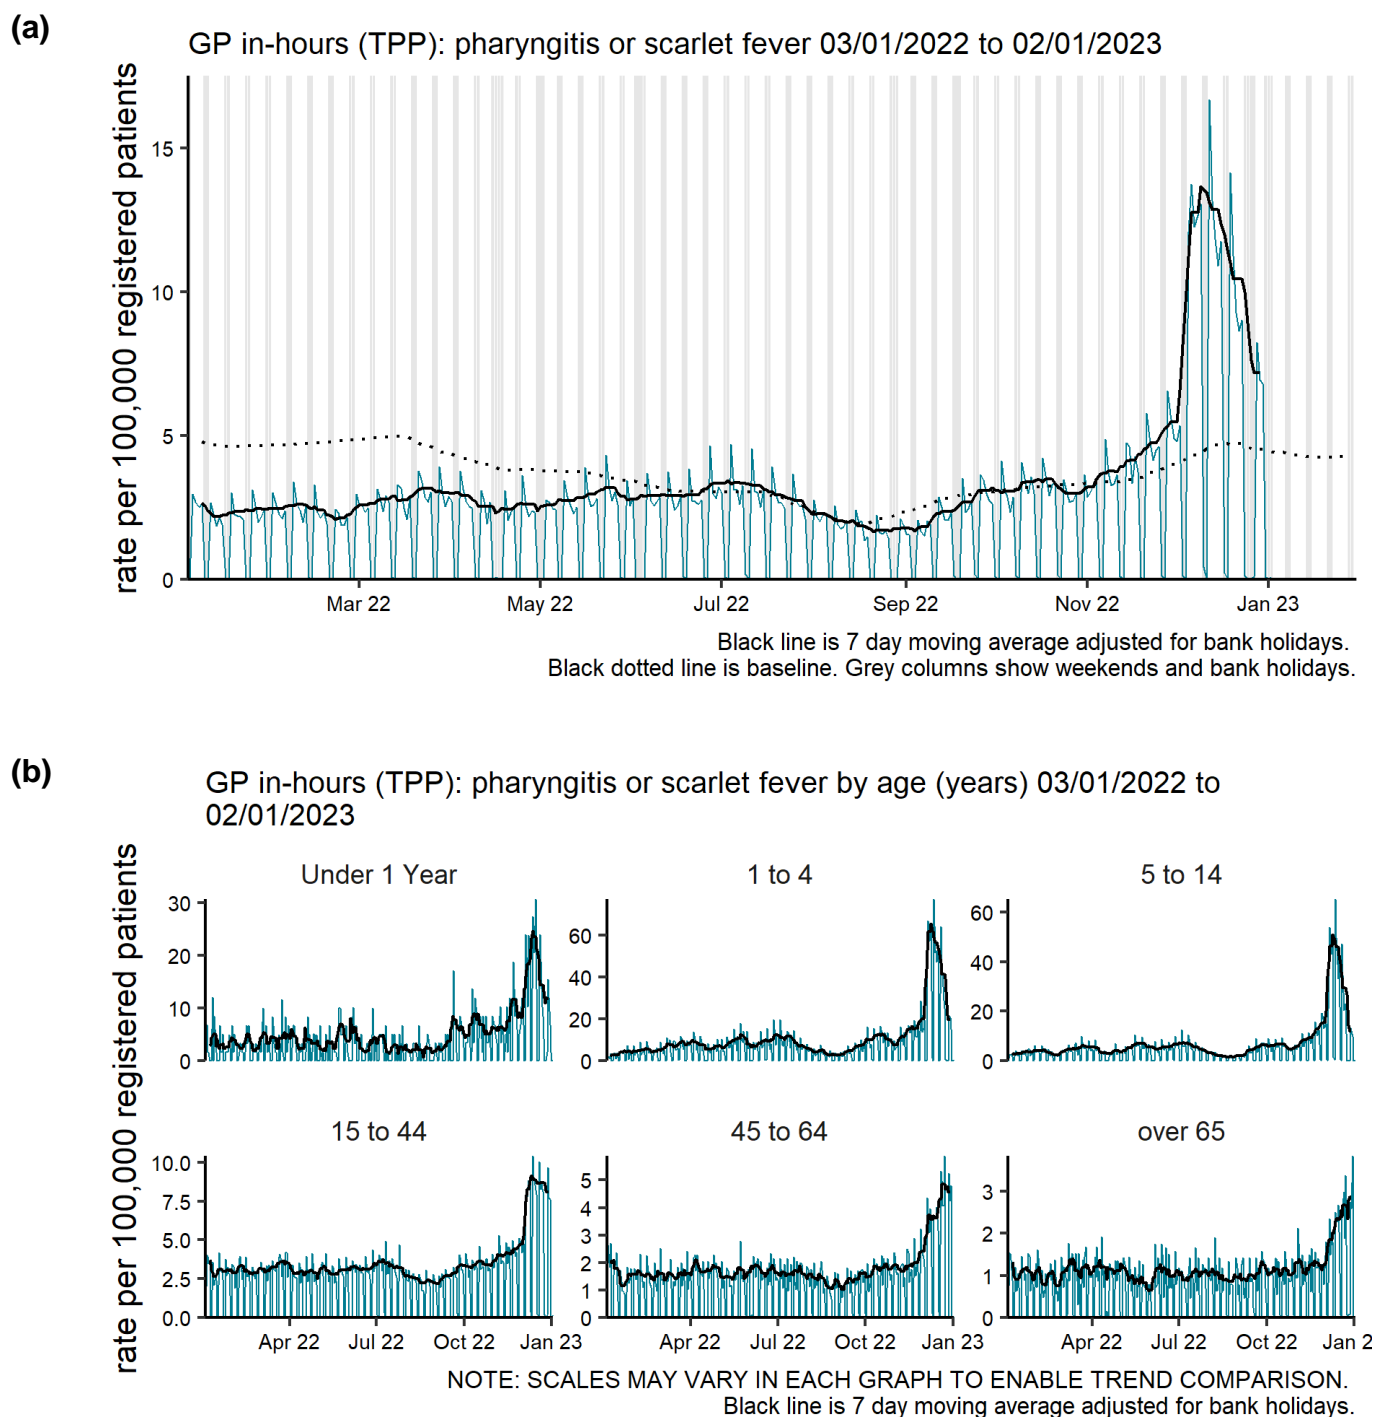 (a)
GP in-hours (TPP): pharyngitis or scarlet fever 03/01/2022 to 02/01/2023
rate per 100,000 registered patients
15
10
5
0
Mar 22 May 22 Jul 22 Sep 22 Nov 22 Jan 23
Black line is 7 day moving average adjusted for bank holidays.
Black dotted line is baseline. Grey columns show weekends and bank holidays.
(b)
GP in-hours (TPP): pharyngitis or scarlet fever by age (years) 03/01/2022 to
02/01/2023
rate per 100,000 registered patients
Under 1 Year
30
20
10
0
1 to 4
60
40
20
0
5 to 14
60
40
20
0
15 to 44
10.0
7.5
5.0
2.5
0.0
Apr 22 Jul 22 Oct 22 Jan 23
45 to 64
5
4
3
2
1
0
Apr 22 Jul 22 Oct 22 Jan 23
over 65
3
2
1
0
Apr 22 Jul 22 Oct 22 Jan 2
NOTE: SCALES MAY VARY IN EACH GRAPH TO ENABLE TREND COMPARISON.
Black line is 7 day moving average adjusted for bank holidays.